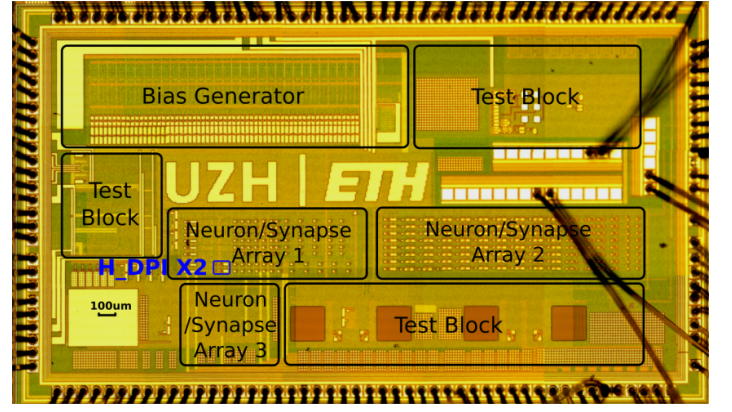 Bias Generator
Test Block
Test
Block
UZH | ETH
Neuron/Synapse
Array 1
Neuron/Synapse
Array 2
H_DPI X2
100um
Neuron
/Synapse
Array 3
Test Block